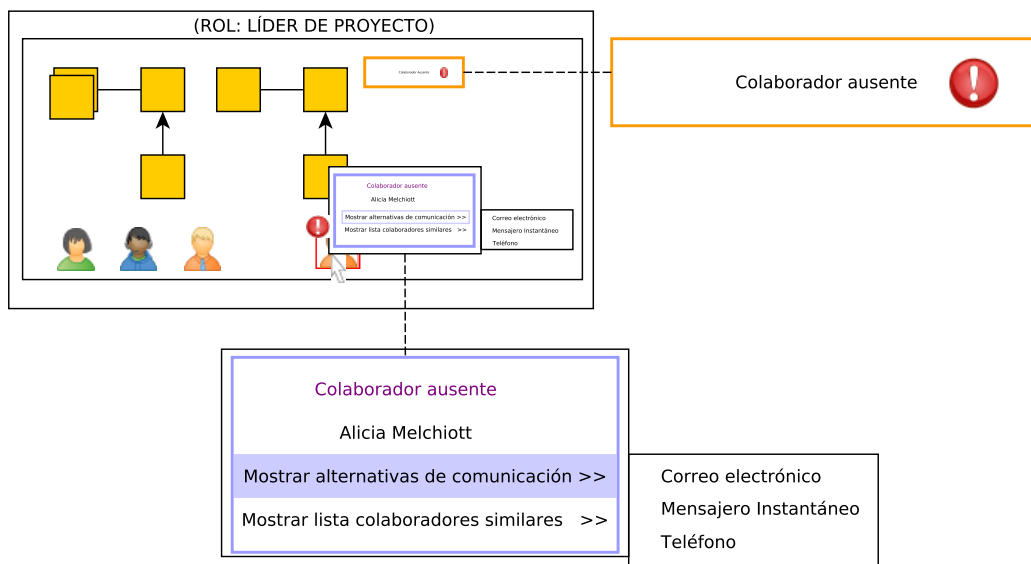 (ROL: LÍDER DE PROYECTO)
Colaborador Ausente
Colaborador ausente
Colaborador ausente
Alicia Melchiott
Mostrar alternativas de comunicación >>
Mostrar lista colaboradores similares >>
Correo electrónico
Mensajero Instantáneo
Teléfono
Colaborador ausente
Alicia Melchiott
Mostrar alternativas de comunicación >>
Mostrar lista colaboradores similares >>
Correo electrónico
Mensajero Instantáneo
Teléfono